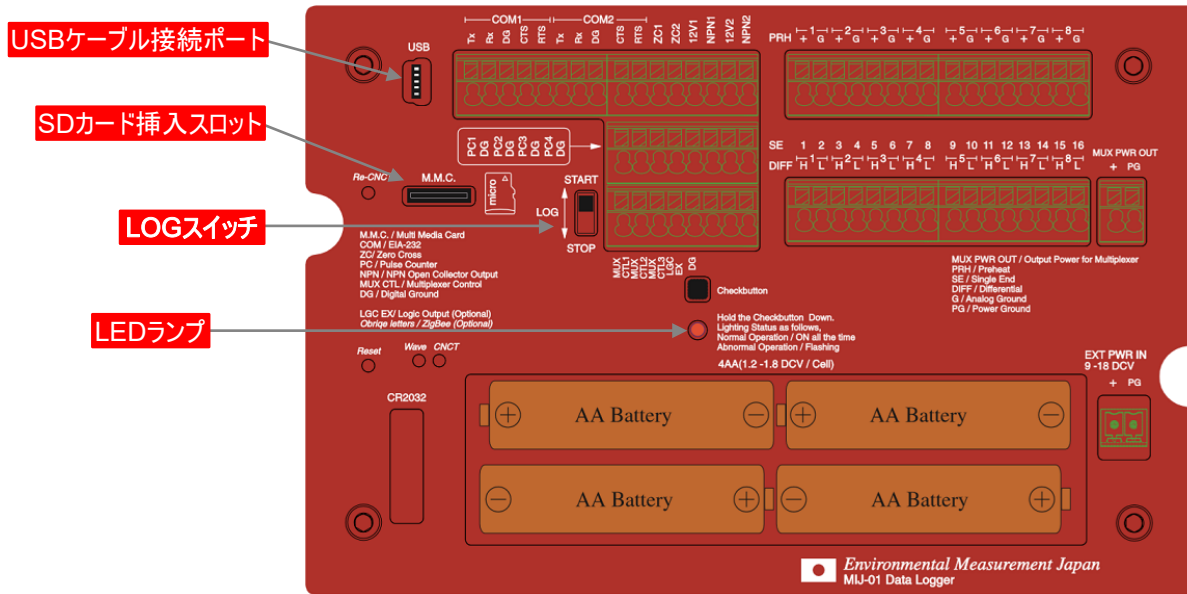 USBケーブル接続ポート
SDカード挿入スロット
LOGスイッチ
LEDランプ
USB
COM1 COM2
Tx Rx DG CTS RTS Tx Rx DG CTS RTS ZC1 ZC2 12V1 NPN1 12V2 NPN2
PRH + 1 G + 2 G + 3 G + 4 G + 5 G + 6 G + 7 G + 8 G
PC1 DG PC2 DG PC3 DG PC4 DG
SE 1 2 3 4 5 6 7 8 9 10 11 12 13 14 15 16
DIFF H 1 L H 2 L H 3 L H 4 L H 5 L H 6 L H 7 L H 8 L
MUX PWR OUT
+ PG
Re-CNCT
M.M.C.
micro
START
LOG
STOP
M.M.C. / Multi Media Card
COM / EIA-232
ZC/ Zero Cross
PC / Pulse Counter
NPN / NPN Open Collector Output
MUX CTL / Multiplexer Control
DG / Digital Ground
LGC EX/ Logic Output (Optional)
Obriqe letters / ZigBee (Optional)
MUX CTL1 MUX CTL2 MUX CTL3 LGC EX DG
Checkbutton
Hold the Checkbutton Down.
Lighting Status as follows,
Normal Operation / ON all the time
Abnormal Operation / Flashing
4AA(1.2 -1.8 DCV / Cell)
MUX PWR OUT / Output Power for Multiplexer
PRH / Preheat
SE / Single End
DIFF / Differential
G / Analog Ground
PG / Power Ground
Reset
Wave CNCT
CR2032
EXT PWR IN
9 -18 DCV
+ PG
+ AA Battery − + AA Battery −
− AA Battery + − AA Battery +
Environmental Measurement Japan
MIJ-01 Data Logger